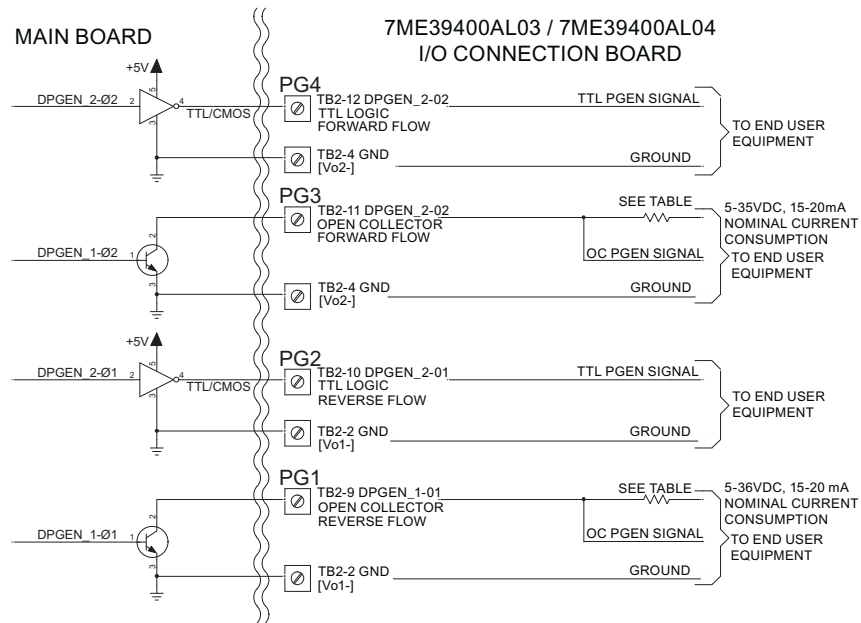 MAIN BOARD
7ME39400AL03 / 7ME39400AL04
I/O CONNECTION BOARD
+5V
DPGEN_2-Ø2
2
5
4
3
TTL/CMOS
PG4
TB2-12 DPGEN_2-02
TTL LOGIC
FORWARD FLOW
TTL PGEN SIGNAL
TB2-4 GND
[Vo2-]
GROUND
TO END USER
EQUIPMENT
DPGEN_1-Ø2
1
2
3
PG3
TB2-11 DPGEN_2-02
OPEN COLLECTOR
FORWARD FLOW
SEE TABLE
OC PGEN SIGNAL
TB2-4 GND
[Vo2-]
GROUND
5-35VDC, 15-20mA
NOMINAL CURRENT
CONSUMPTION
TO END USER
EQUIPMENT
+5V
DPGEN_2-Ø1
2
5
4
3
TTL/CMOS
PG2
TB2-10 DPGEN_2-01
TTL LOGIC
REVERSE FLOW
TTL PGEN SIGNAL
TB2-2 GND
[Vo1-]
GROUND
TO END USER
EQUIPMENT
DPGEN_1-Ø1
1
2
3
PG1
TB2-9 DPGEN_1-01
OPEN COLLECTOR
REVERSE FLOW
SEE TABLE
OC PGEN SIGNAL
TB2-2 GND
[Vo1-]
GROUND
5-36VDC, 15-20 mA
NOMINAL CURRENT
CONSUMPTION
TO END USER
EQUIPMENT